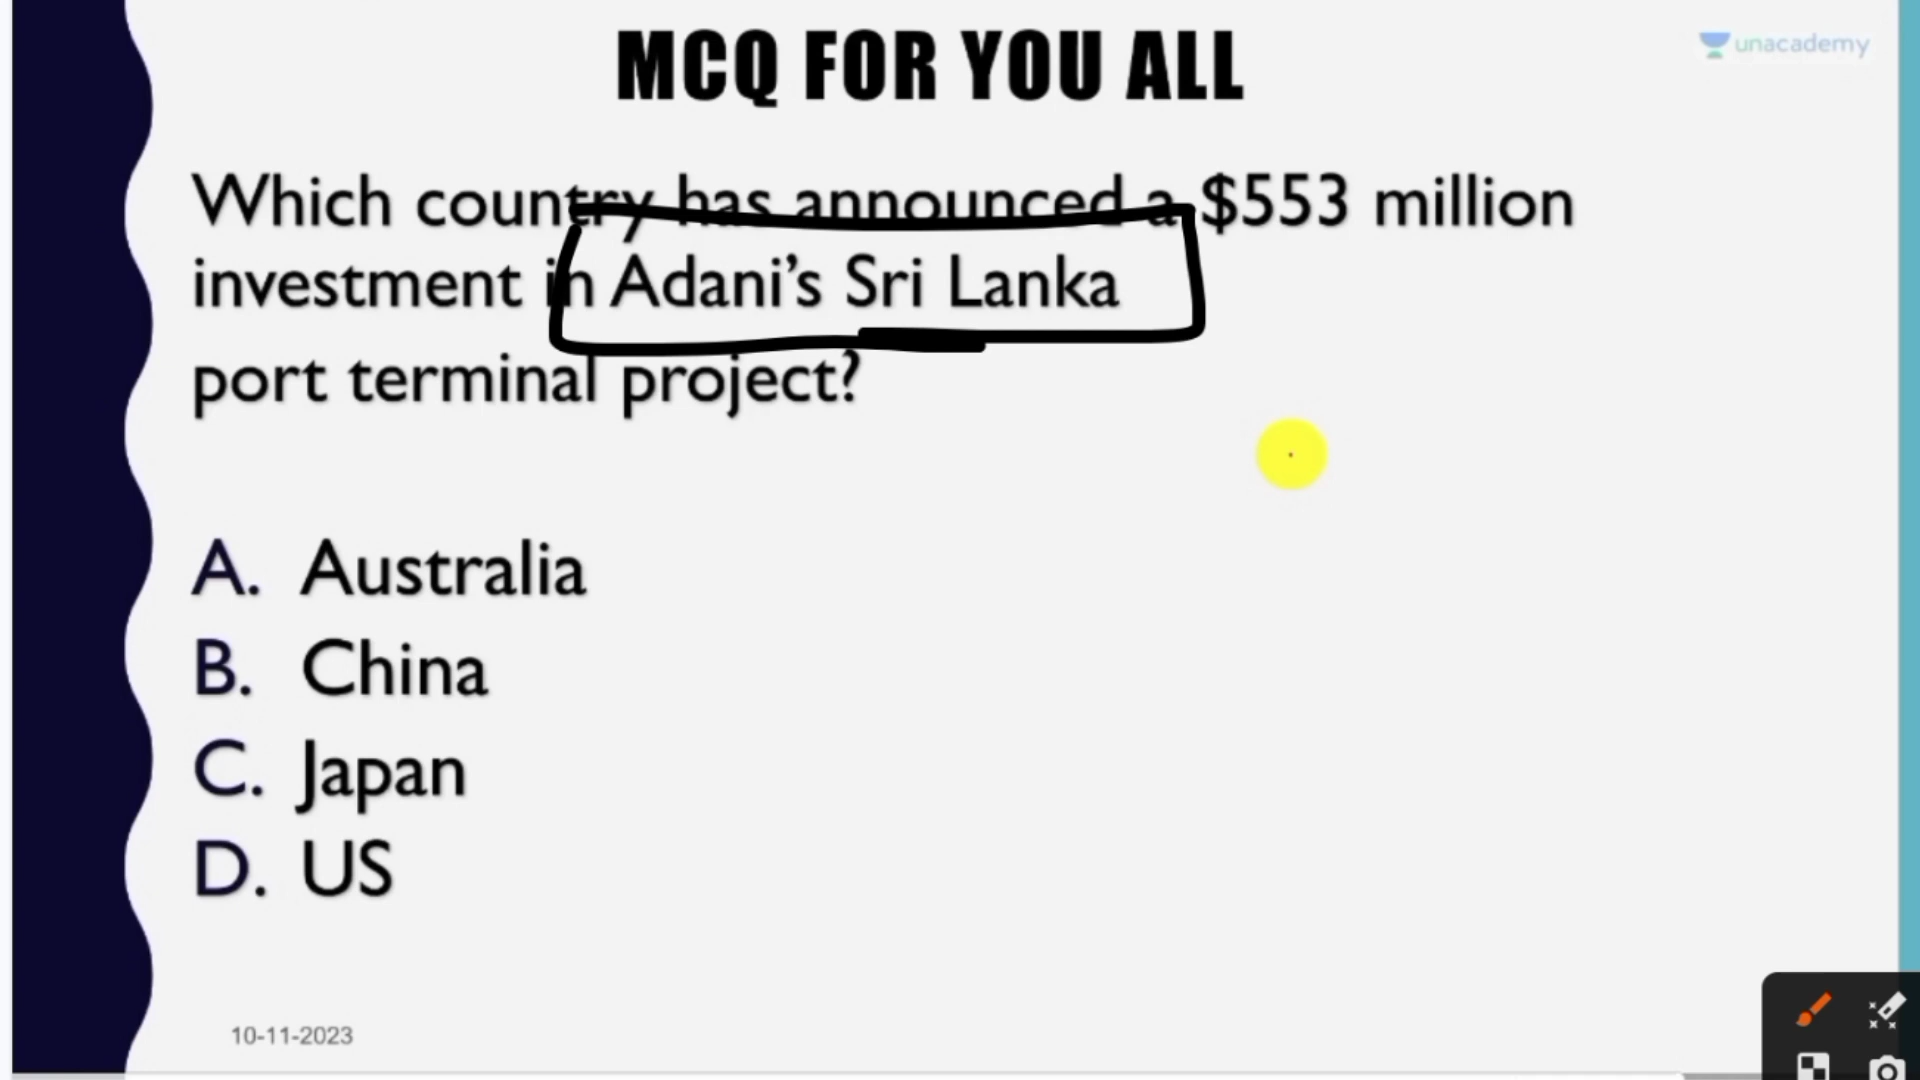 MCQ FOR YOU ALL
unacademy
Which country has announced a $553 million
investment in Adani's Sri Lanka
port terminal project?
A. Australia
B. China
C. Japan
D. US
10-11-2023